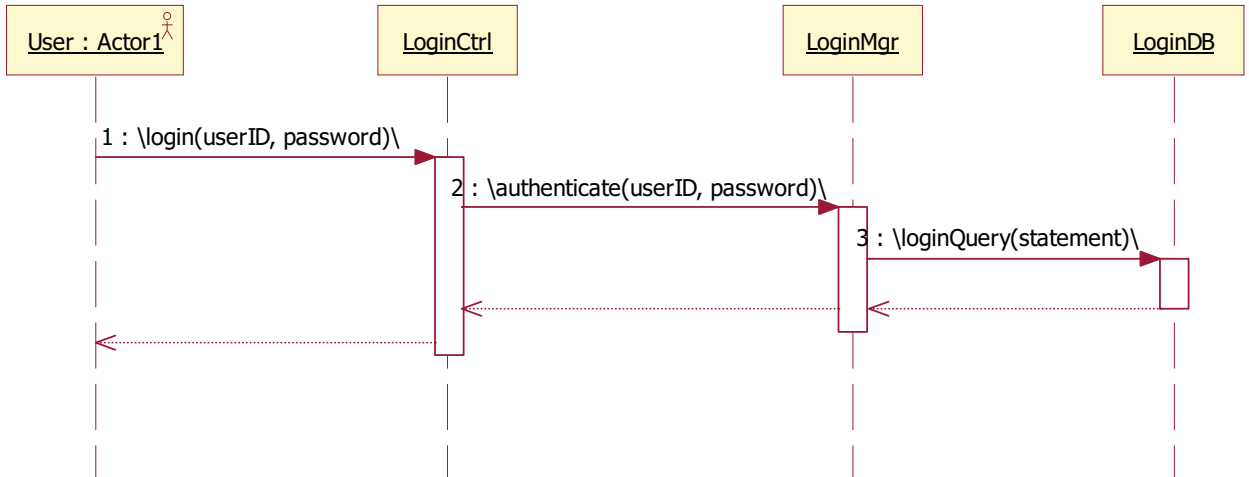 User : Actor1
LoginCtrl
LoginMgr
LoginDB
1 : \login(userID, password)\
2 : \authenticate(userID, password)\
3 : \loginQuery(statement)\